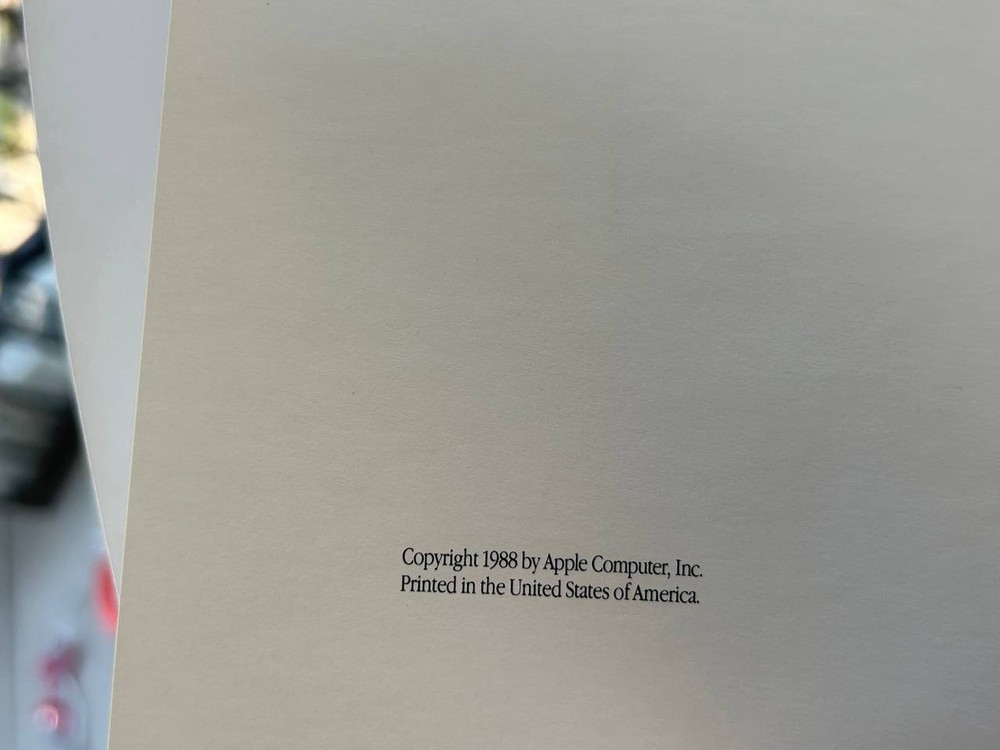 Copyright 1988 by Apple Computer, Inc.
Printed in the United States of America.